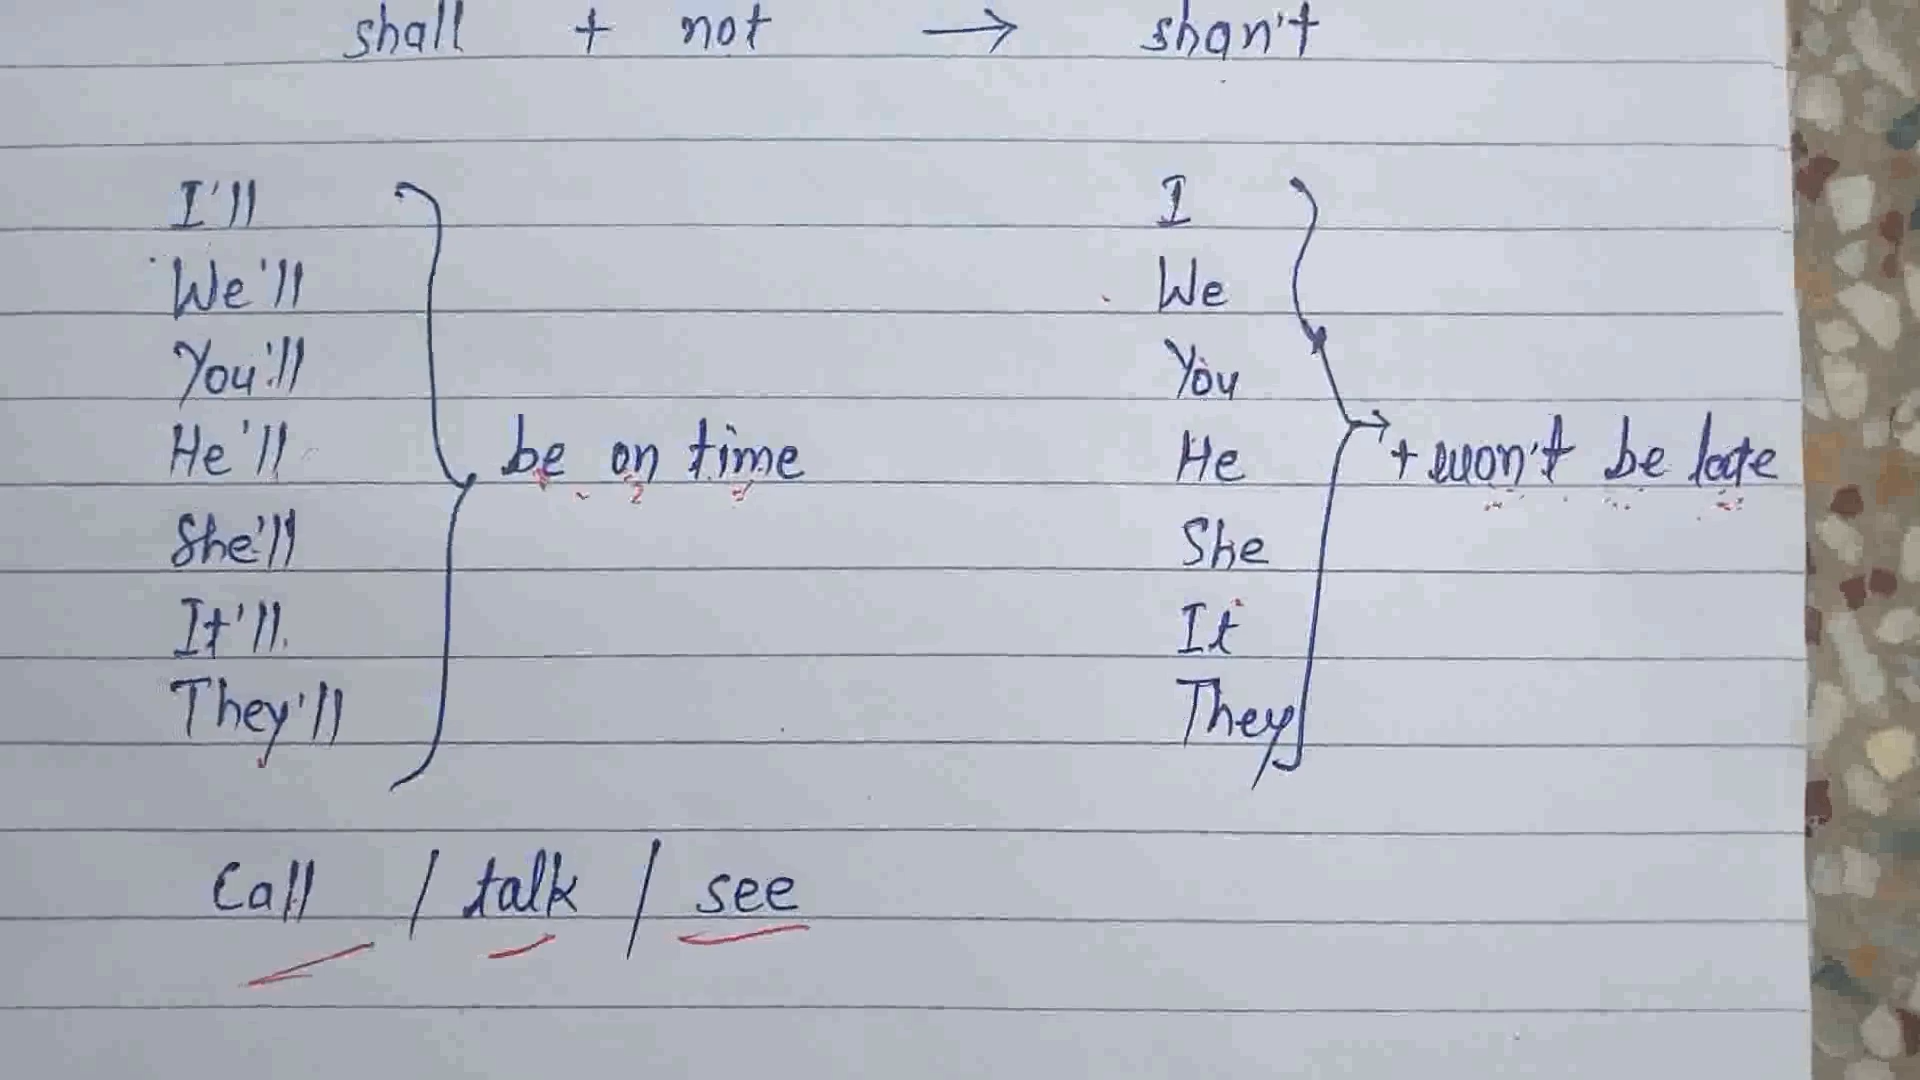 shall + not → shan't
I'll I
We'll We
You'll You
He'll be on time He → + won't be late
She'll She
It'll. It
They'll They
Call / talk / see